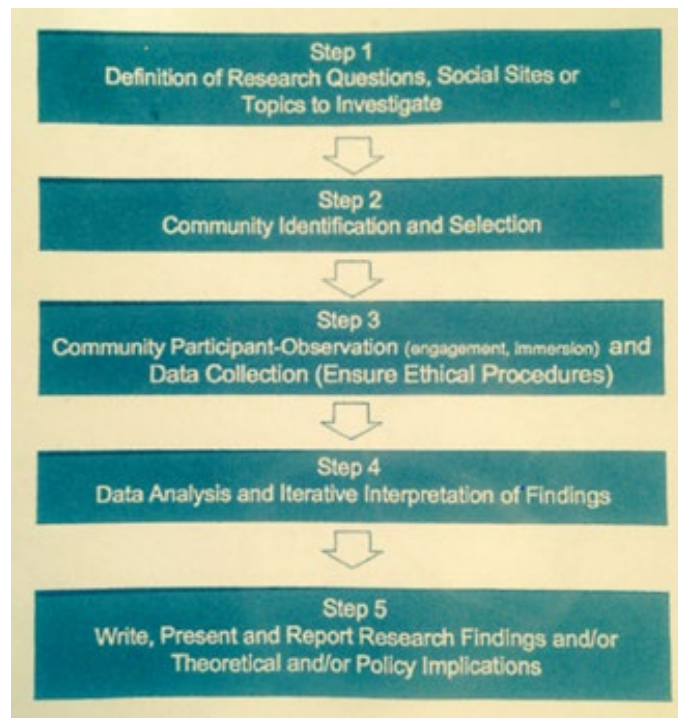 Step 1
Definition of Research Questions, Social Sites or
Topics to Investigate
Step 2
Community Identification and Selection
Step 3
Community Participant-Observation (engagement, immersion) and
Data Collection (Ensure Ethical Procedures)
Step 4
Data Analysis and Iterative Interpretation of Findings
Step 5
Write, Present and Report Research Findings and/or
Theoretical and/or Policy Implications